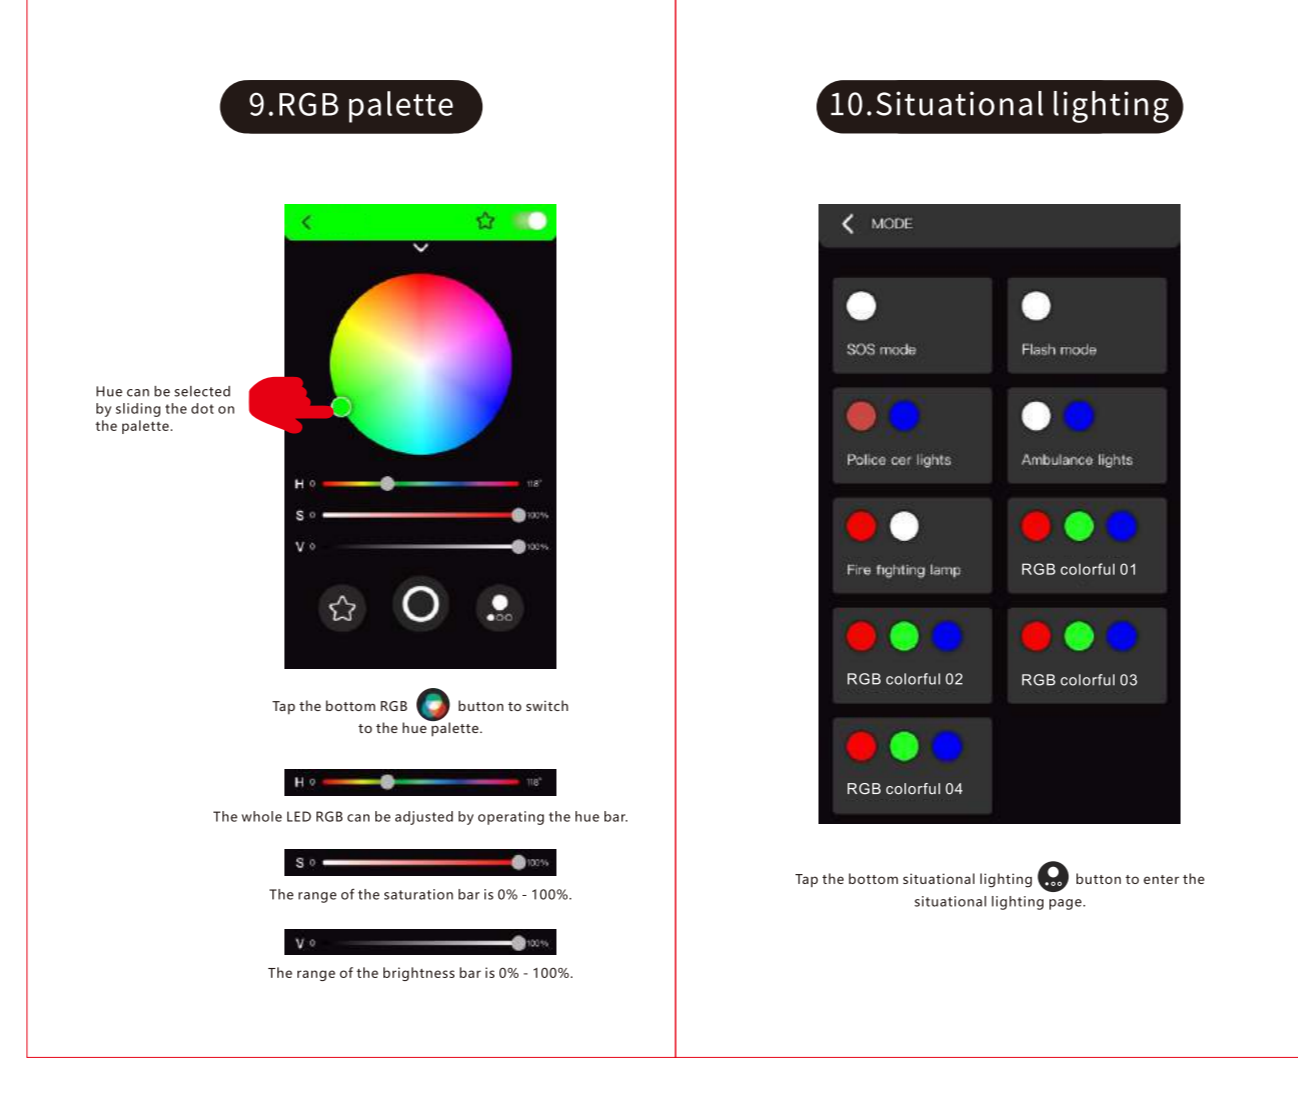 9.RGB palette
Hue can be selected
by sliding the dot on
the palette.
H 0 118°
S 0 100%
V 0 100%
Tap the bottom RGB button to switch
to the hue palette.
H 0 118°
The whole LED RGB can be adjusted by operating the hue bar.
S 0 100%
The range of the saturation bar is 0% - 100%.
V 0 100%
The range of the brightness bar is 0% - 100%.
10.Situational lighting
MODE
SOS mode
Flash mode
Police cer lights
Ambulance lights
Fire fighting lamp
RGB colorful 01
RGB colorful 02
RGB colorful 03
RGB colorful 04
Tap the bottom situational lighting button to enter the
situational lighting page.